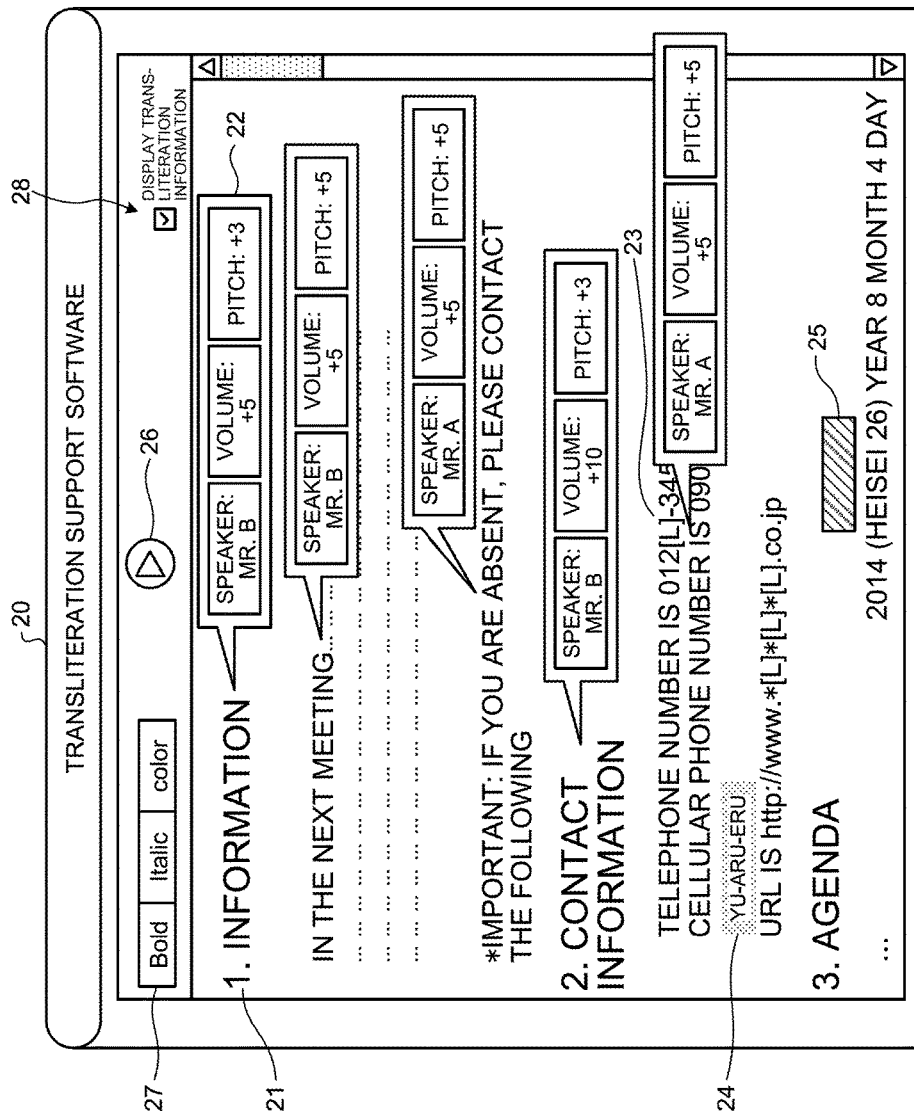 20
TRANSLITERATION SUPPORT SOFTWARE
27
Bold Italic color
26
28
DISPLAY TRANS-
LITERATION
INFORMATION
21
1. INFORMATION
SPEAKER:
MR. B
VOLUME:
+5
PITCH: +3
22
IN THE NEXT MEETING... ...
SPEAKER:
MR. B
VOLUME:
+5
PITCH: +5
... ... ... ... ... ... ... ... ... ... ...
... ... ... ... ... ... ... ... ... ... ...
... ... ... ... ... ... ... ... ... ... ...
SPEAKER:
MR. A
VOLUME:
+5
PITCH: +5
*IMPORTANT: IF YOU ARE ABSENT, PLEASE CONTACT
THE FOLLOWING
2. CONTACT
INFORMATION
SPEAKER:
MR. B
VOLUME:
+10
PITCH: +3
23
TELEPHONE NUMBER IS 012[L]-345
CELLULAR PHONE NUMBER IS 090
SPEAKER:
MR. A
VOLUME:
+5
PITCH: +5
24
YU-ARU-ERU
URL IS http://www.*[L]*[L].co.jp
25
3. AGENDA
2014 (HEISEI 26) YEAR 8 MONTH 4 DAY
...